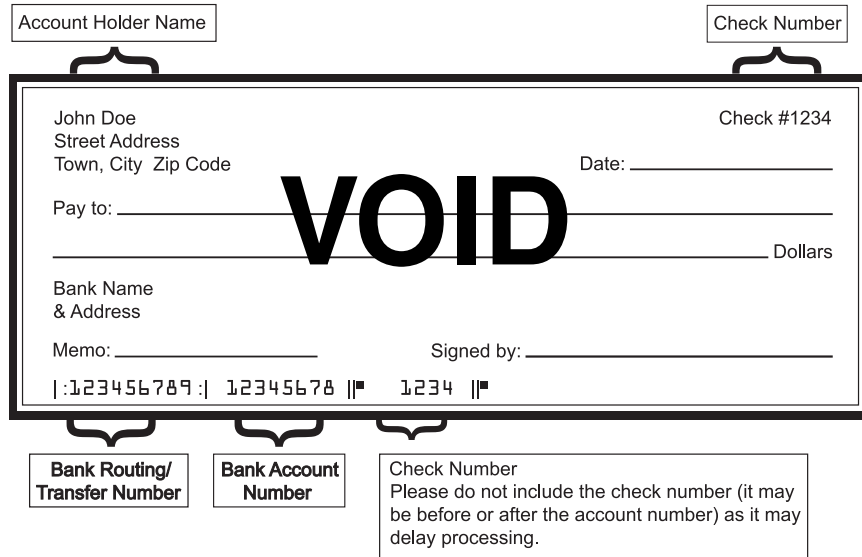 Account Holder Name
Check Number
John Doe
Check #1234
Street Address
Town, City Zip Code
Date:
VOID
Pay to:
Dollars
Bank Name
& Address
Memo:
Signed by:
|:123456789:| 12345678 ||■ 1234 ||■
Bank Routing/
Transfer Number
Bank Account
Number
Check Number
Please do not include the check number (it may
be before or after the account number) as it may
delay processing.